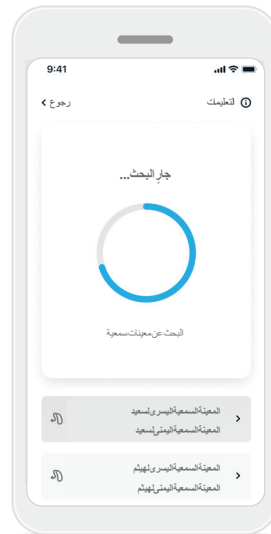 9:41
التعليمات
رجوع
جارٍ البحث...
البحث عن معينات سمعية
المعينة السمعية اليسرى لسعيد
المعينة السمعية اليمنى لسعيد
المعينة السمعية اليسرى لهيثم
المعينة السمعية اليمنى لهيثم